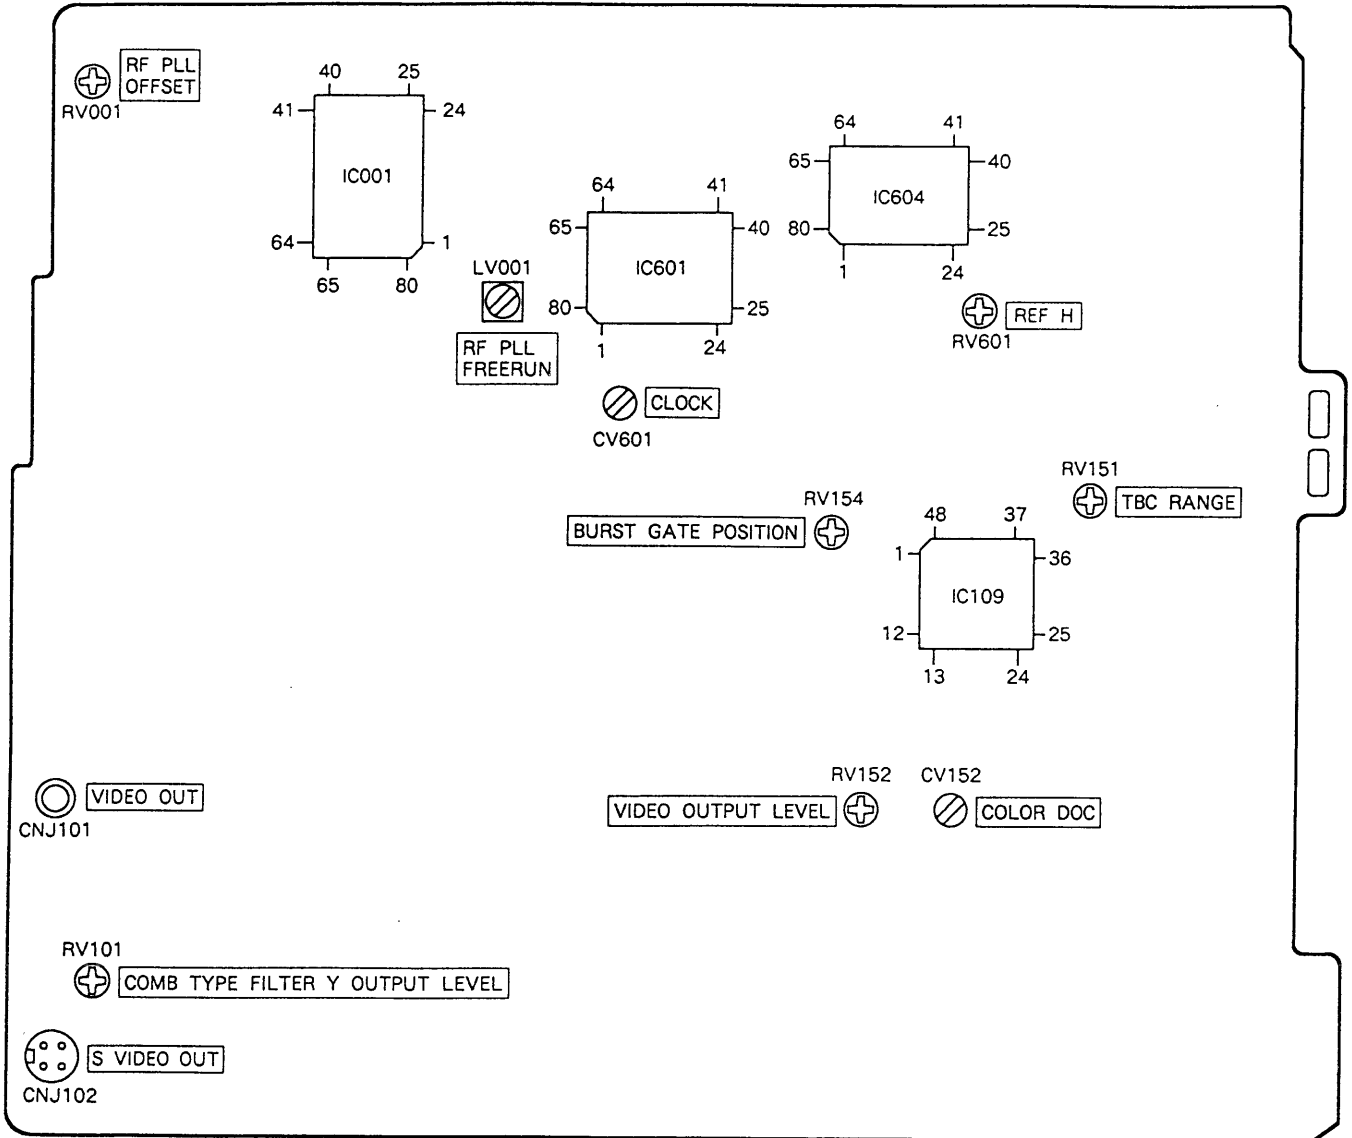 RF PLL
OFFSET
RV001
40 25
41 24
IC001
64 1
65 80
LV001
RF PLL
FREERUN
64 41
65 40
IC601
80 25
1 24
64 41
65 40
IC604
80 25
1 24
RV601
REF H
CLOCK
CV601
RV151
TBC RANGE
RV154
BURST GATE POSITION
48 37
1 36
IC109
12 25
13 24
VIDEO OUT
CNJ101
RV152
VIDEO OUTPUT LEVEL
CV152
COLOR DOC
RV101
COMB TYPE FILTER Y OUTPUT LEVEL
S VIDEO OUT
CNJ102